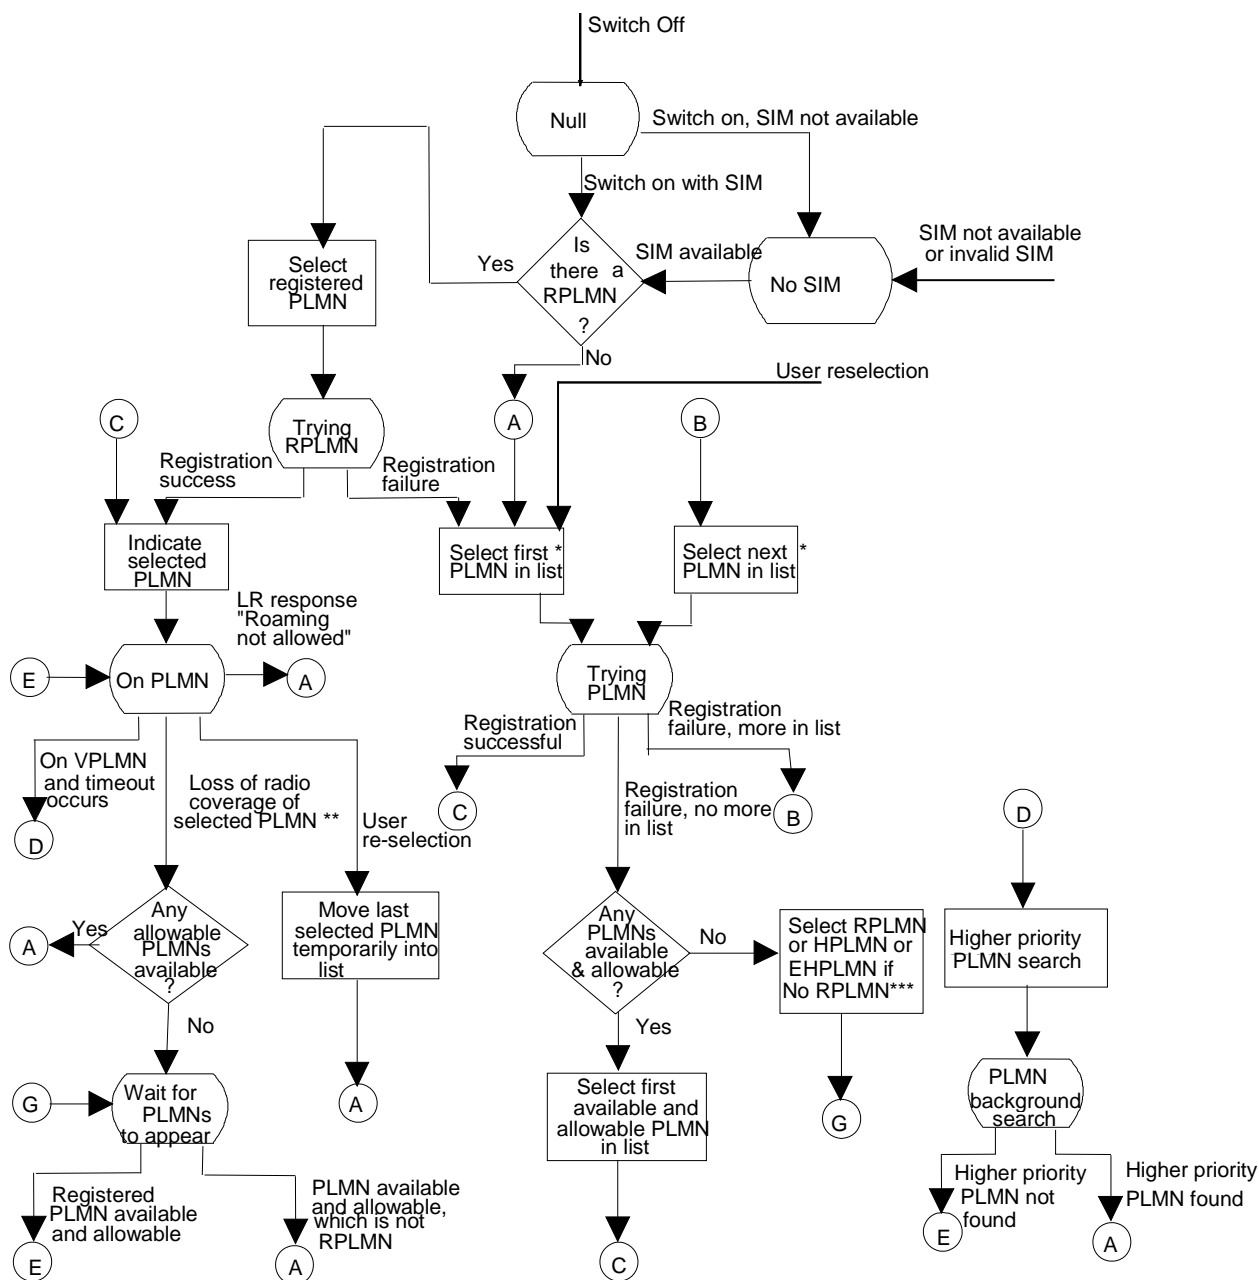 Switch Off
Null
Switch on, SIM not available
Switch on with SIM
SIM not available
or invalid SIM
Is
there a
RPLMN
?
SIM available
No SIM
Yes
Select
registered
PLMN
No
User reselection
C
Trying
RPLMN
A
B
Registration
success
Registration
failure
Indicate
selected
PLMN
Select first *
PLMN in list
Select next *
PLMN in list
LR response
"Roaming
not allowed"
E
On PLMN
A
Trying
PLMN
Registration
successful
Registration
failure, more in list
On VPLMN
and timeout
occurs
Loss of radio
coverage of
selected PLMN **
User
re-selection
Registration
failure, no more
in list
D
C
B
D
A
Yes
Any
allowable
PLMNs
available
?
Move last
selected PLMN
temporarily into
list
Any
PLMNs
available
& allowable
?
No
Select RPLMN
or HPLMN or
EHPLMN if
No RPLMN***
Higher priority
PLMN search
No
Yes
G
Wait for
PLMNs
to appear
A
Select first
available and
allowable PLMN
in list
G
PLMN
background
search
Registered
PLMN available
and allowable
PLMN available
and allowable,
which is not
RPLMN
Higher priority
PLMN not
found
Higher priority
PLMN found
E
A
C
E
A